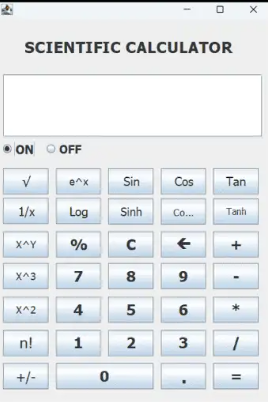 SCIENTIFIC CALCULATOR
ON OFF
√ e^x Sin Cos Tan
1/x Log Sinh Co... Tanh
X^Y % C 🡰 +
X^3 7 8 9 -
X^2 4 5 6 *
n! 1 2 3 /
+/- 0 . =